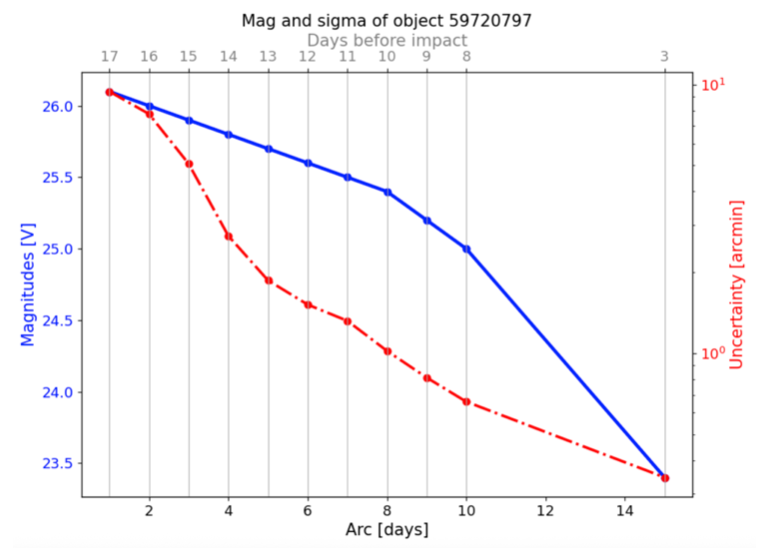 Mag and sigma of object 59720797
Days before impact
17 16 15 14 13 12 11 10 9 8 3
26.0
25.5
25.0
24.5
24.0
23.5
Magnitudes [V]
10¹
10⁰
Uncertainty [arcmin]
2 4 6 8 10 12 14
Arc [days]